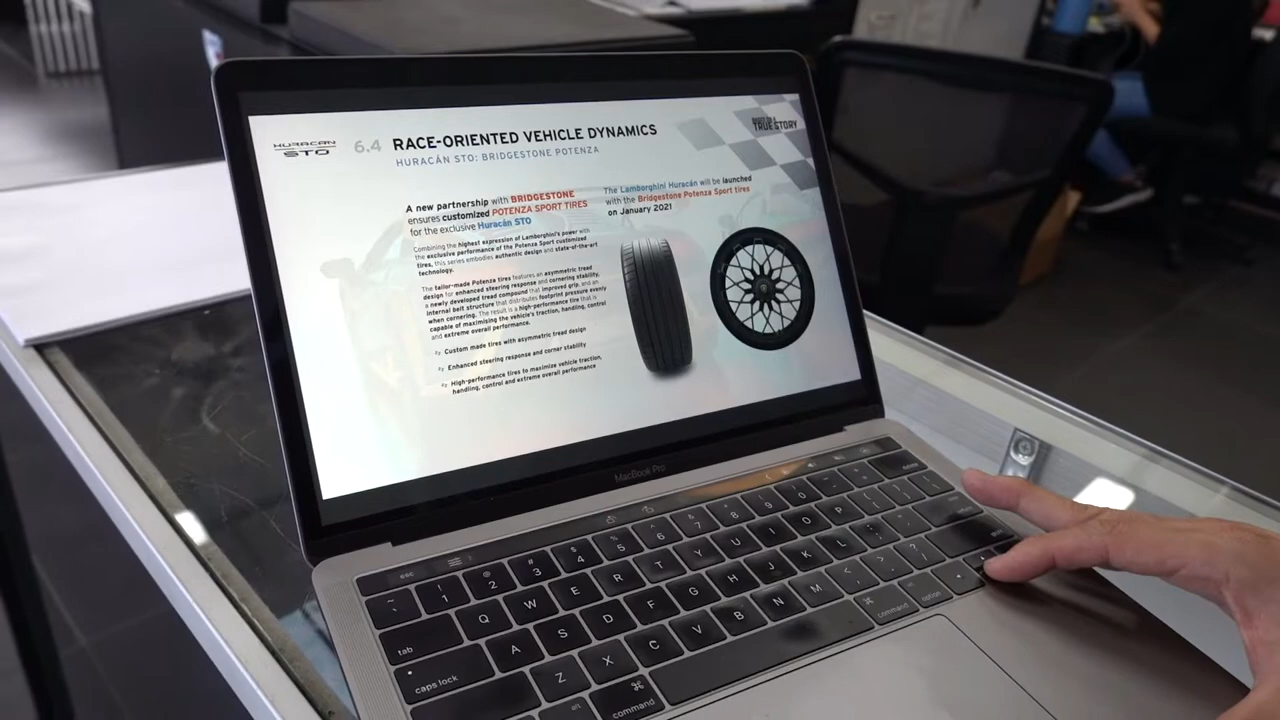 HURACÁN
STO
6.4 RACE-ORIENTED VEHICLE DYNAMICS
HURACÁN STO: BRIDGESTONE POTENZA
TRUE STORY
A new partnership with BRIDGESTONE
ensures customized POTENZA SPORT TIRES
for the exclusive Huracán STO
Combining the highest expression of Lamborghini's power with
the exclusive performance of the Potenza Sport customized
tires, this series embodies authentic design and state-of-the-art
technology.
The tailor-made Potenza tires features an asymmetric tread
design for enhanced steering response and cornering stability,
a newly developed tread compound that improved grip, and an
internal belt structure that distributes footprint pressure evenly
when cornering. The result is a high-performance tire that is
capable of maximising the vehicle's traction, handling, control
and extreme overall performance.
Custom made tires with asymmetric tread design
Enhanced steering response and corner stability
High-performance tires to maximize vehicle traction,
handling, control and extreme overall performance
The Lamborghini Huracán will be launched
with the Bridgestone Potenza Sport tires
on January 2021
MacBook Pro
esc
~ ` ! 1 @ 2 # 3 $ 4 % 5 ^ 6 & 7 * 8 ( 9 ) 0 - + delete
tab Q W E R T Y U I O P
caps lock A S D F G H J K L
Z X C V B N M < , > . ? /
alt ⌘ command ⌘ command option